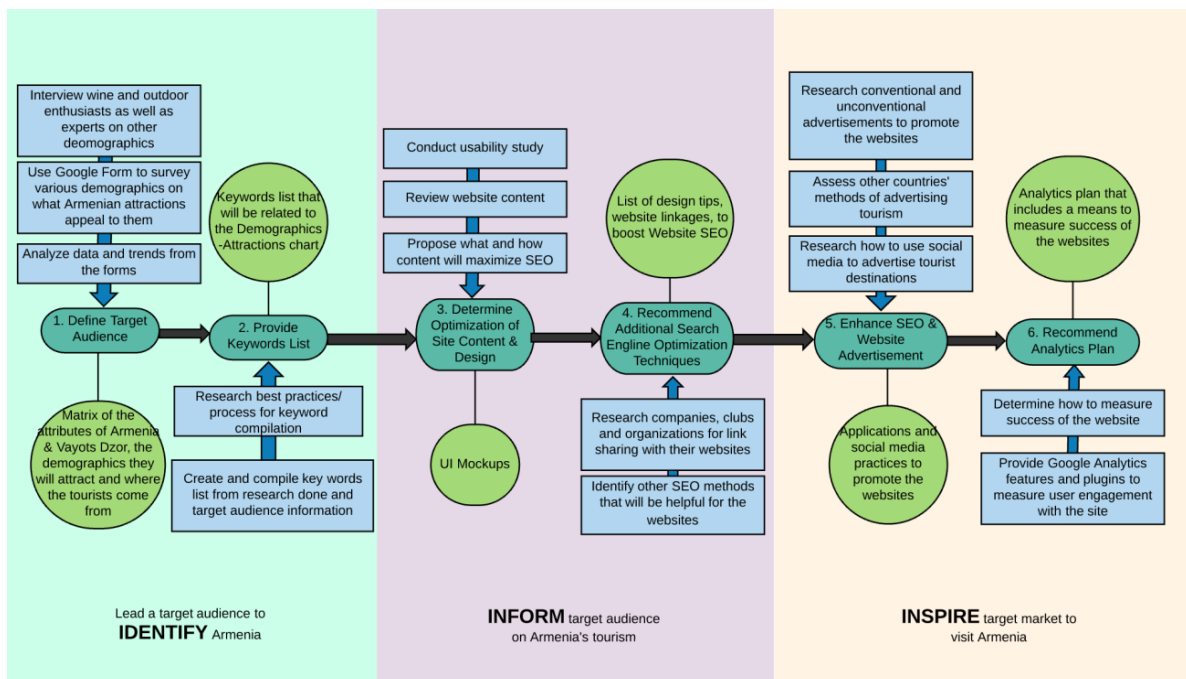 Interview wine and outdoor
enthusiasts as well as
experts on other
deomographics
Use Google Form to survey
various demographics on
what Armenian attractions
appeal to them
Analyze data and trends from
the forms
1. Define Target
Audience
Matrix of the
attributes of Armenia
& Vayots Dzor, the
demographics they
will attract and where
the tourists come
from
Keywords list that
will be related to
the Demographics
-Attractions chart
2. Provide
Keywords List
Research best practices/
process for keyword
compilation
Create and compile key words
list from research done and
target audience information
Lead a target audience to
IDENTIFY Armenia
Conduct usability study
Review website content
Propose what and how
content will maximize SEO
3. Determine
Optimization of
Site Content &
Design
UI Mockups
List of design tips,
website linkages, to
boost Website SEO
4. Recommend
Additional Search
Engline Optimization
Techniques
Research companies, clubs
and organizations for link
sharing with their websites
Identify other SEO methods
that will be helpful for the
websites
INFORM target audience
on Armenia's tourism
Research conventional and
unconventional
advertisements to promote
the websites
Assess other countries'
methods of advertising
tourism
Research how to use social
media to advertise tourist
destinations
5. Enhance SEO &
Website
Advertisement
Applications and
social media
practices to
promote the
websites
Analytics plan that
includes a means to
measure success of
the websites
6. Recommend
Analytics Plan
Determine how to measure
success of the website
Provide Google Analytics
features and plugins to
measure user engagement
with the site
INSPIRE target market to
visit Armenia